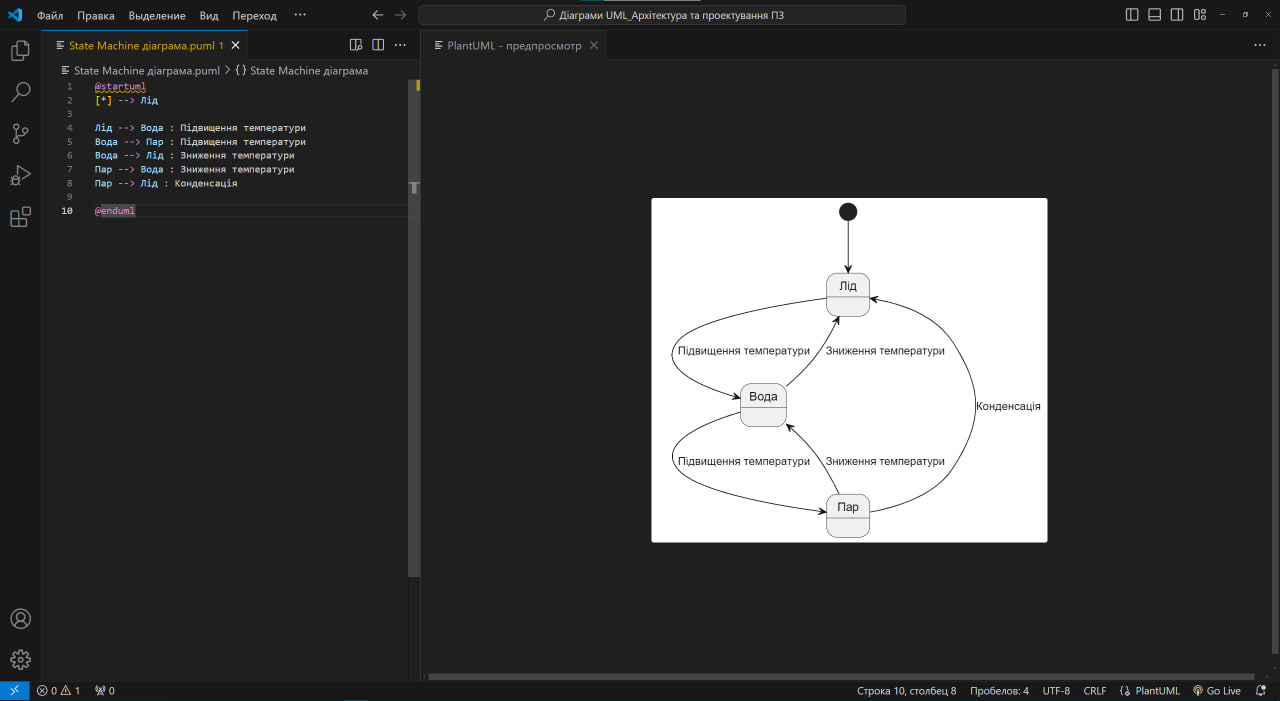 Файл Правка Выделение Вид Переход ···
Діаграми UML_Архітектура та проектування ПЗ
State Machine діаграма.puml 1
State Machine діаграма.puml > {} State Machine діаграма
1 @startuml
2 [*] --> Лід
3
4 Лід --> Вода : Підвищення температури
5 Вода --> Пар : Підвищення температури
6 Вода --> Лід : Зниження температури
7 Пар --> Вода : Зниження температури
8 Пар --> Лід : Конденсація
9
10 @enduml
PlantUML - предпросмотр
Лід
Підвищення температури
Зниження температури
Вода
Конденсація
Підвищення температури
Зниження температури
Пар
0 1 0
Строка 10, столбец 8 Пробелов: 4 UTF-8 CRLF PlantUML Go Live